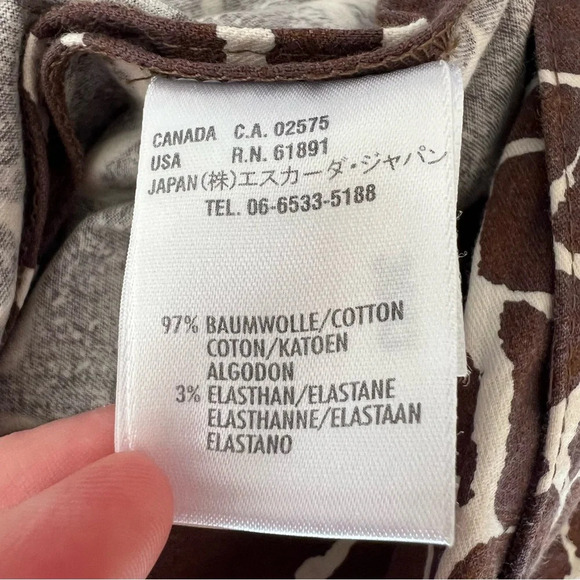 CANADA C.A. 02575
USA R.N. 61891
JAPAN (株)エスカーダ・ジャパン
TEL. 06-6533-5188
97% BAUMWOLLE/COTTON
COTON/KATOEN
ALGODON
3% ELASTHAN/ELASTANE
ELASTHANNE/ELASTAAN
ELASTANO